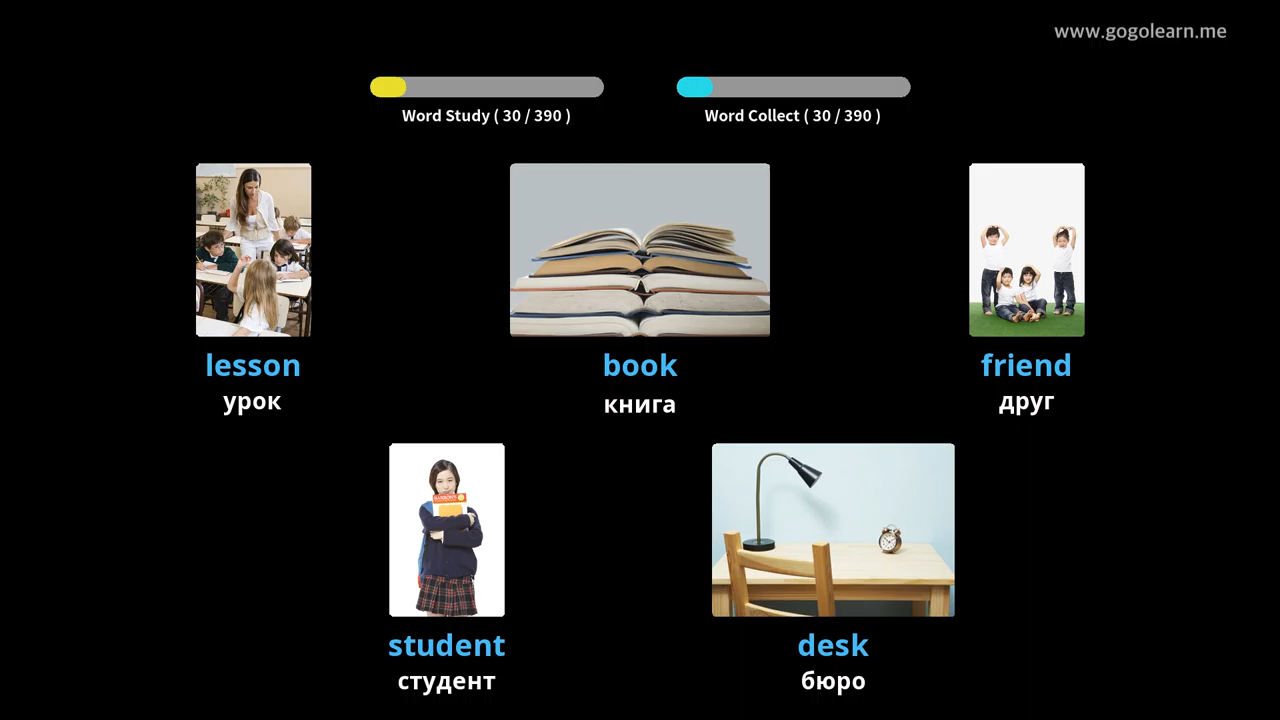 www.gogolearn.me
Word Study ( 30 / 390 )
Word Collect ( 30 / 390 )
lesson
урок
book
книга
friend
друг
student
студент
desk
бюро